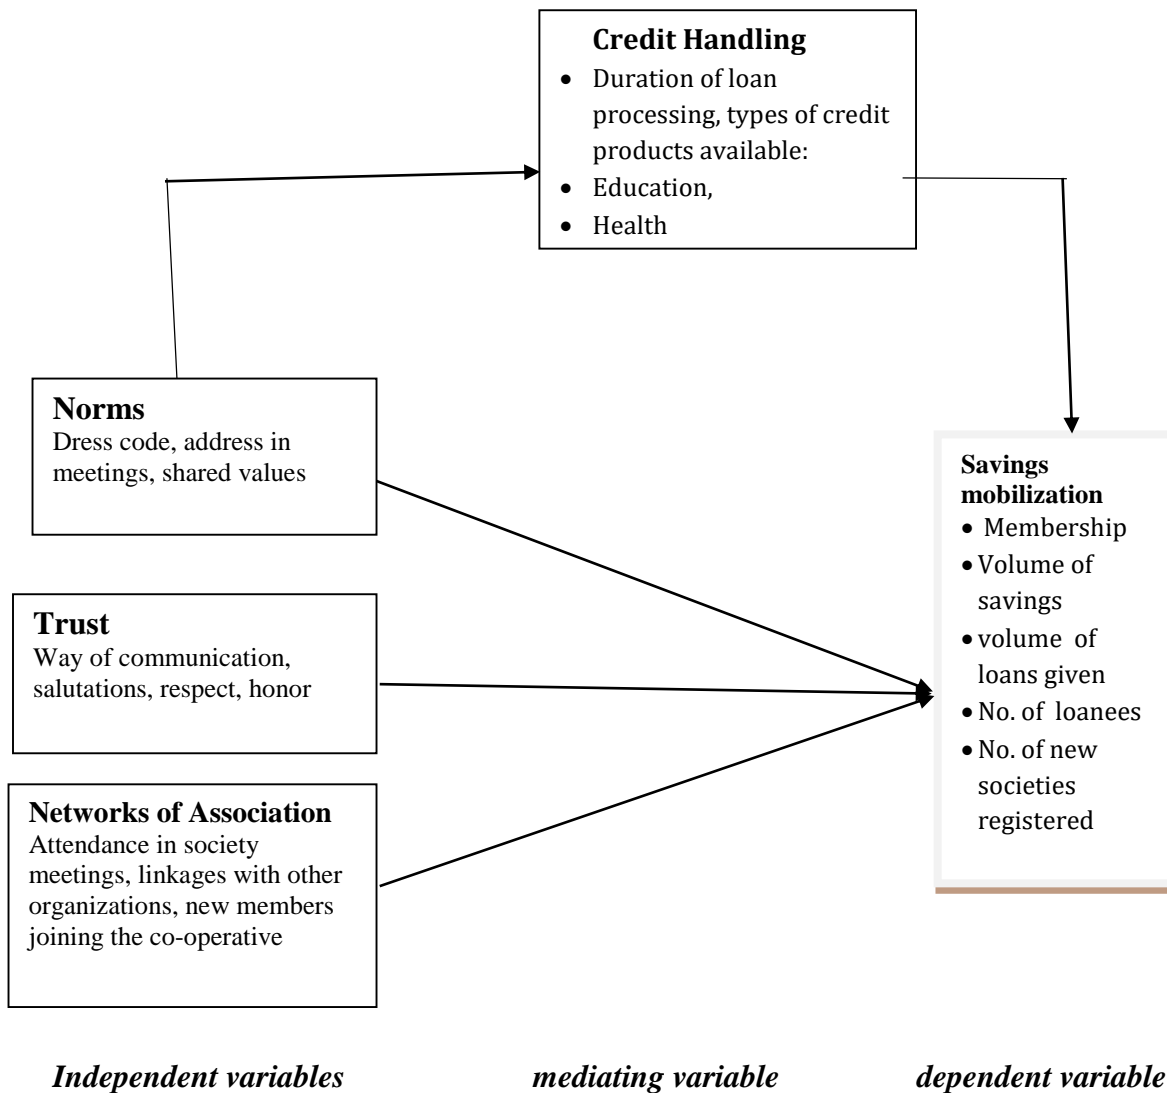 Credit Handling
• Duration of loan
processing, types of credit
products available:
• Education,
• Health
Norms
Dress code, address in
meetings, shared values
Savings
mobilization
• Membership
• Volume of
savings
• volume of
loans given
• No. of loanees
• No. of new
societies
registered
Trust
Way of communication,
salutations, respect, honor
Networks of Association
Attendance in society
meetings, linkages with other
organizations, new members
joining the co-operative
Independent variables
mediating variable
dependent variable